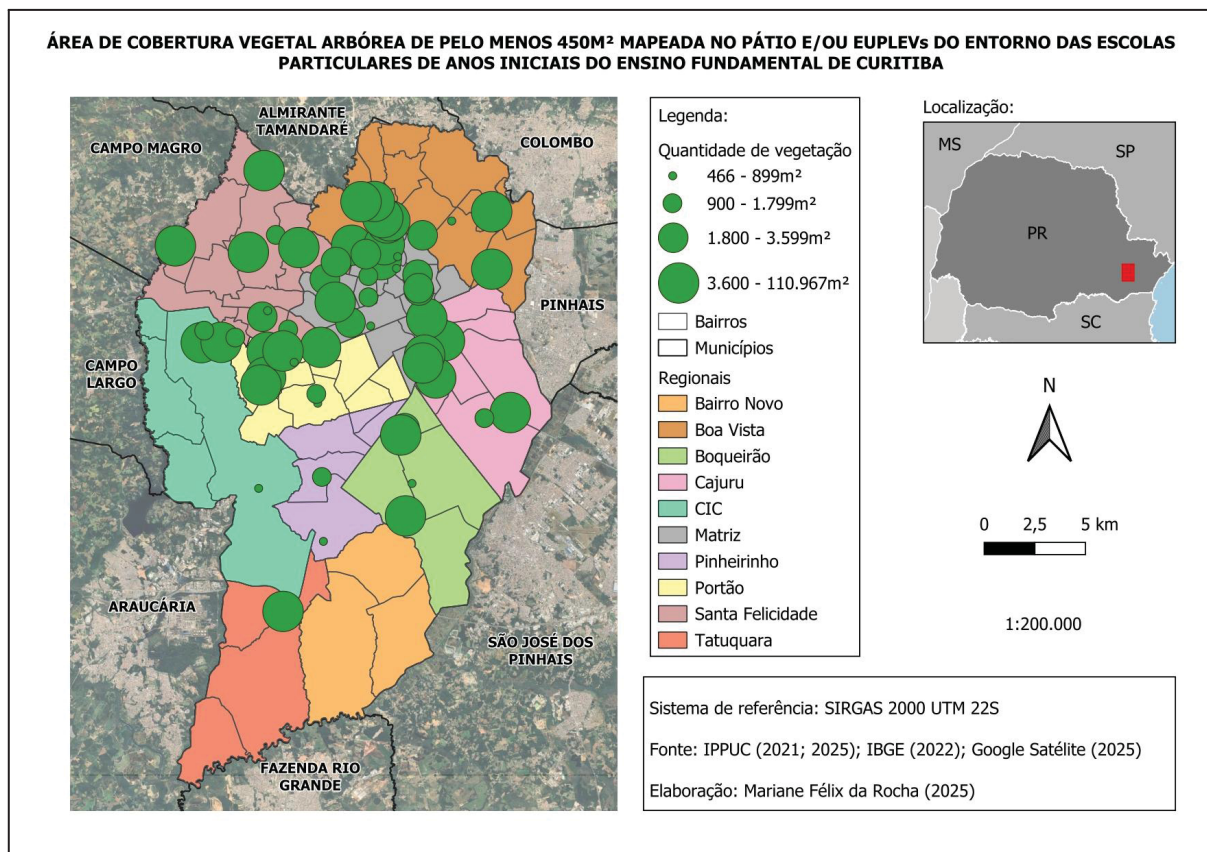 ÁREA DE COBERTURA VEGETAL ARBÓREA DE PELO MENOS 450M² MAPEADA NO PÁTIO E/OU EUPLEVs DO ENTORNO DAS ESCOLAS
PARTICULARES DE ANOS INICIAIS DO ENSINO FUNDAMENTAL DE CURITIBA
ALMIRANTE
TAMANDARÉ
CAMPO MAGRO
COLOMBO
PINHAIS
CAMPO
LARGO
ARAUCÁRIA
SÃO JOSÉ DOS
PINHAIS
FAZENDA RIO
GRANDE
Legenda:
Quantidade de vegetação
466 - 899m²
900 - 1.799m²
1.800 - 3.599m²
3.600 - 110.967m²
Bairros
Municípios
Regionais
Bairro Novo
Boa Vista
Boqueirão
Cajuru
CIC
Matriz
Pinheirinho
Portão
Santa Felicidade
Tatuquara
Localização:
MS
SP
PR
SC
N
0 2,5 5 km
1:200.000
Sistema de referência: SIRGAS 2000 UTM 22S
Fonte: IPPUC (2021; 2025); IBGE (2022); Google Satélite (2025)
Elaboração: Mariane Félix da Rocha (2025)